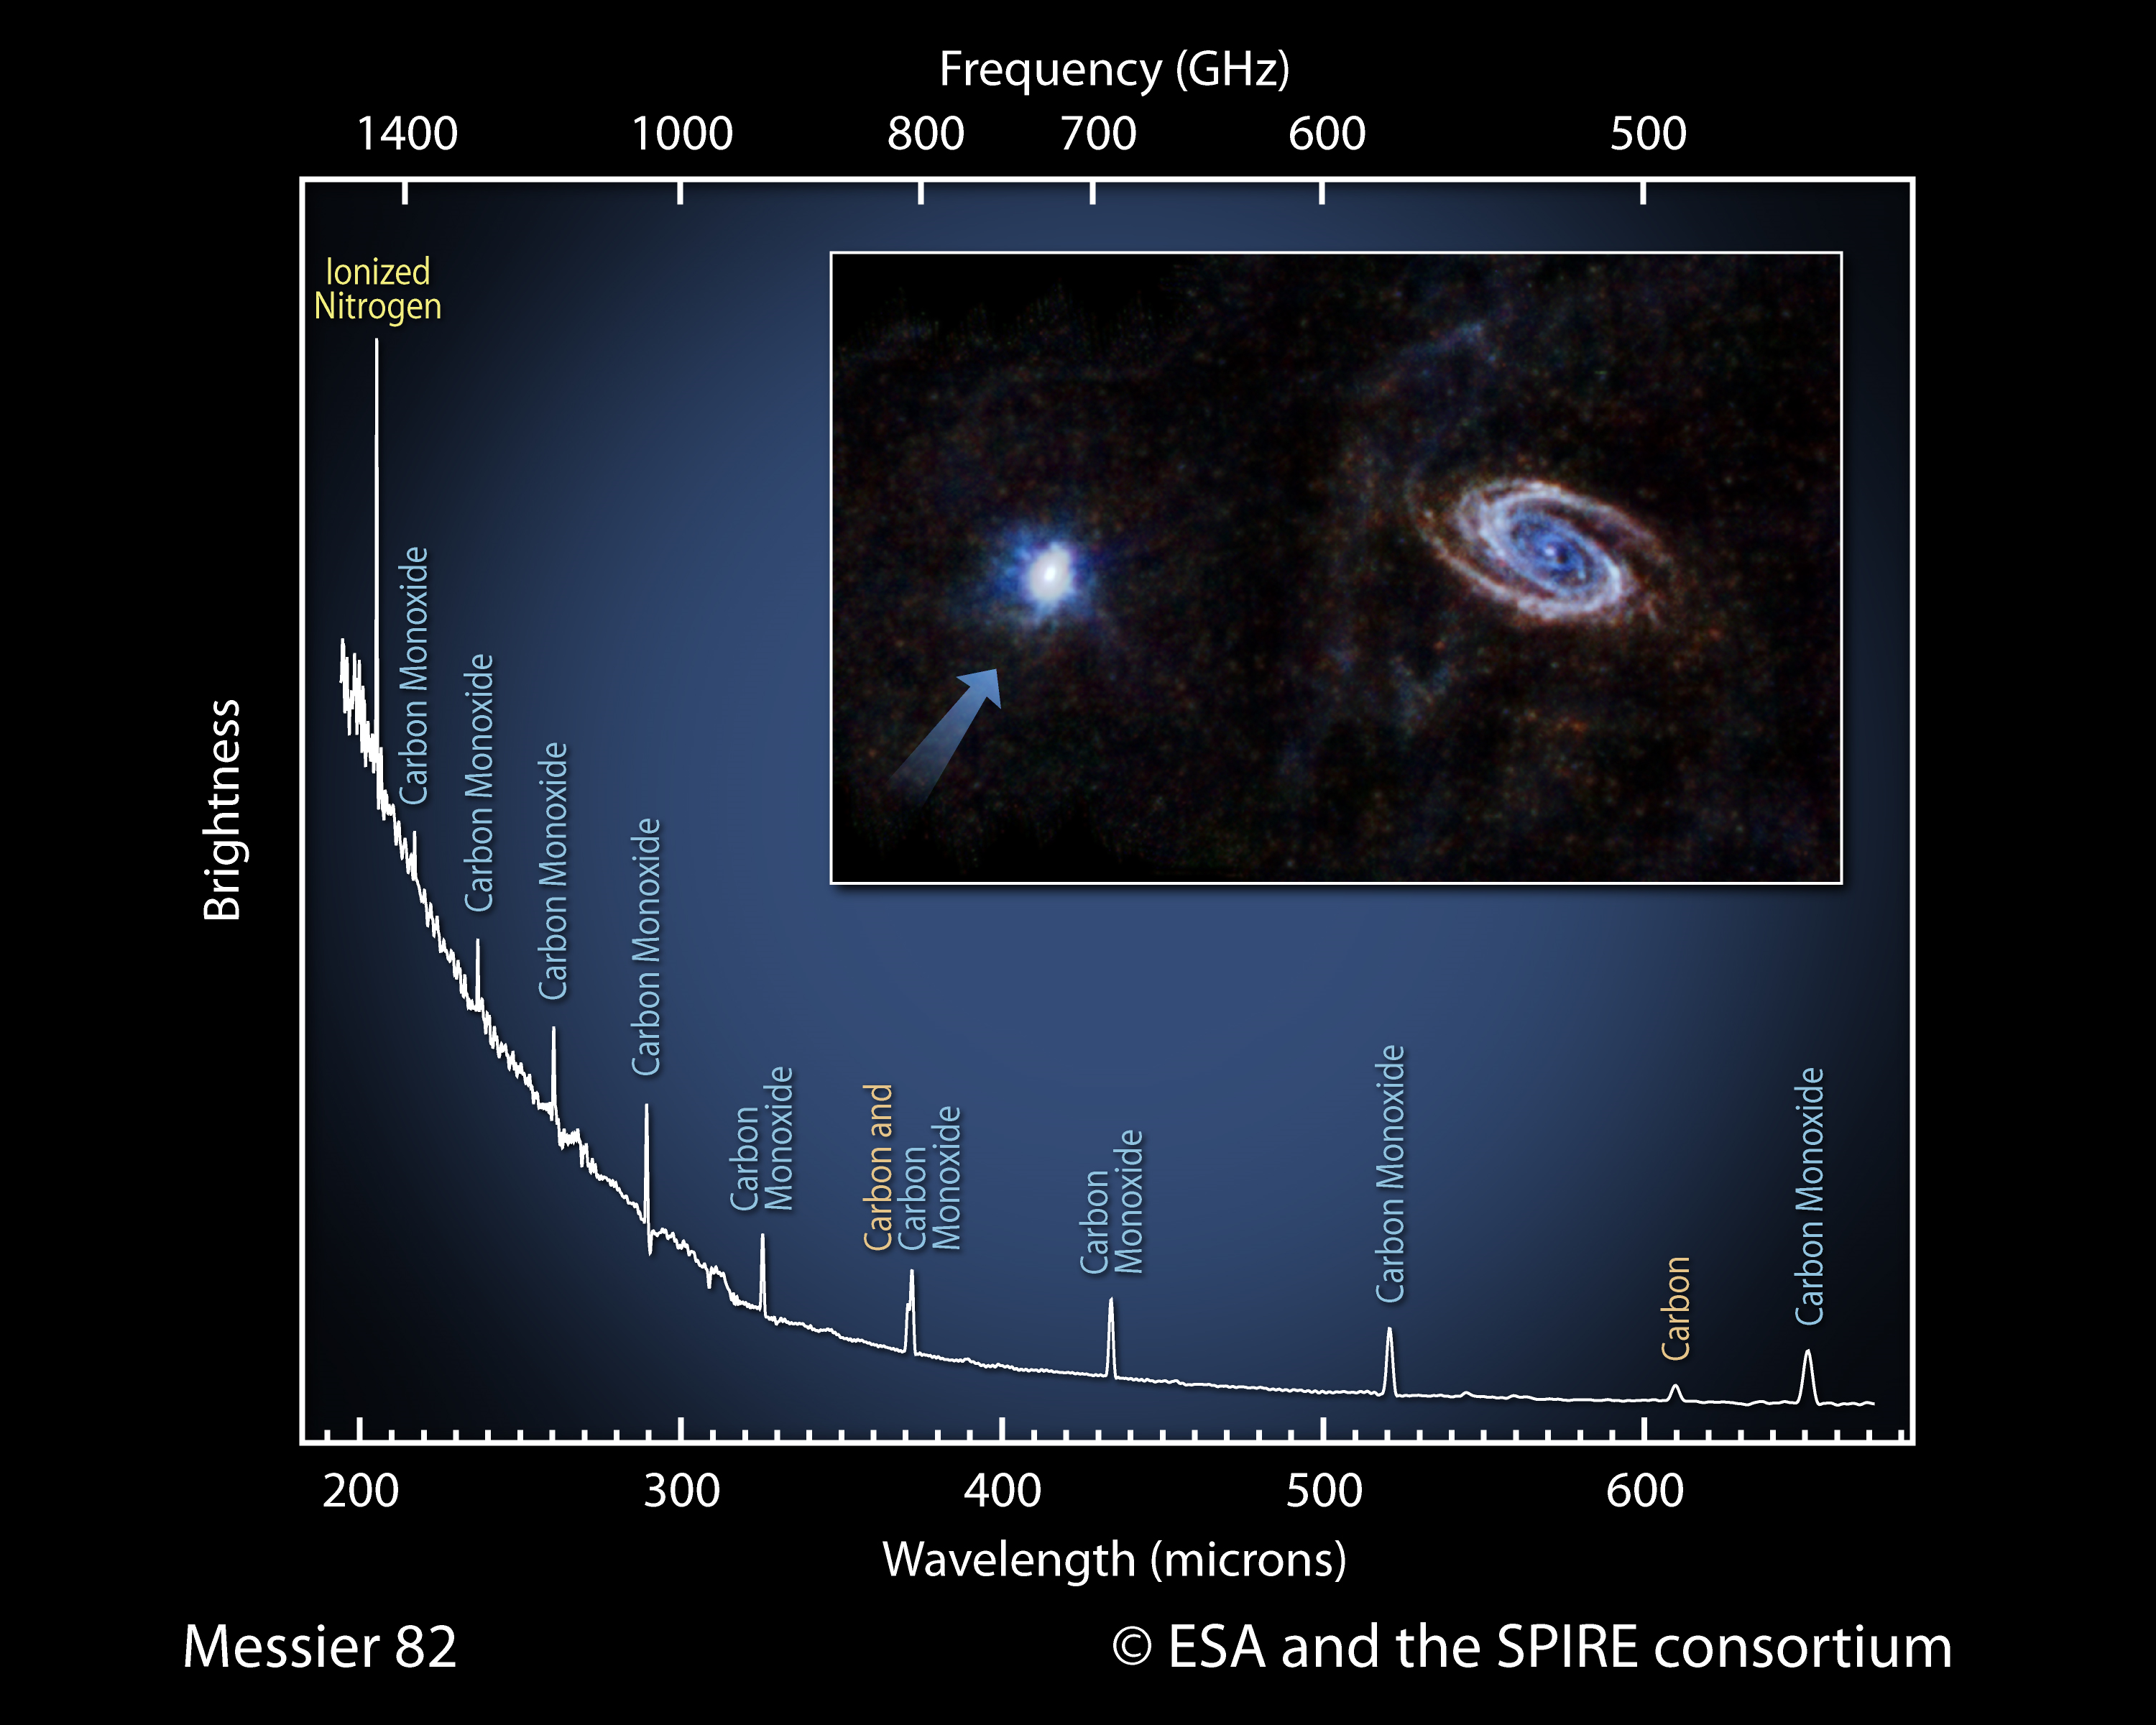 Frequency (GHz)
1400 1000 800 700 600 500
Ionized
Nitrogen
Carbon Monoxide
Carbon Monoxide
Carbon Monoxide
Carbon Monoxide
Carbon
Monoxide
Carbon and
Carbon
Monoxide
Carbon
Monoxide
Carbon Monoxide
Carbon
Carbon Monoxide
Brightness
200 300 400 500 600
Wavelength (microns)
Messier 82
© ESA and the SPIRE consortium